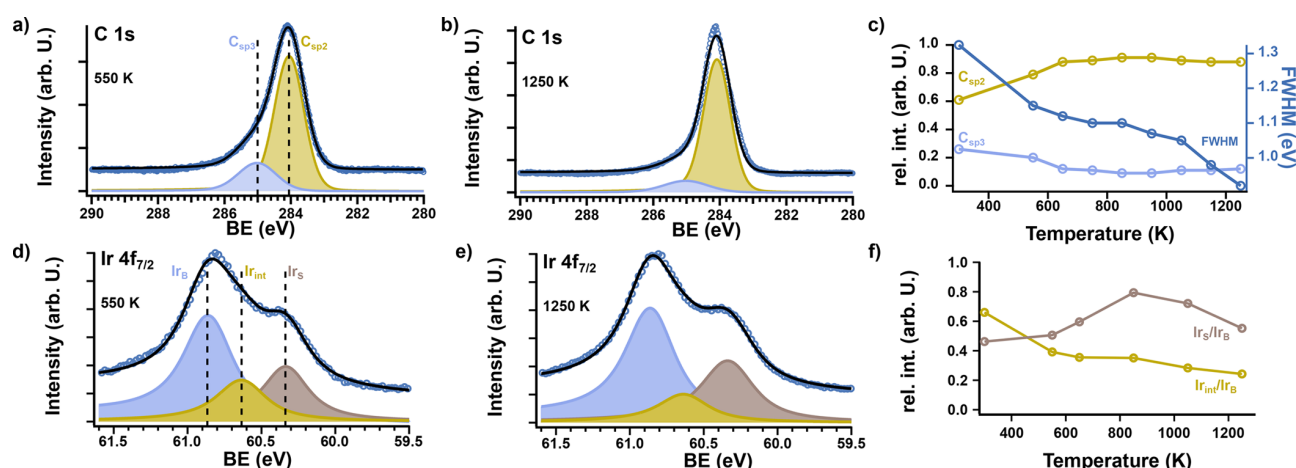 a)
C 1s
550 K
C_sp3
C_sp2
Intensity (arb. U.)
290 288 286 284 282 280
BE (eV)
b)
C 1s
1250 K
Intensity (arb. U.)
290 288 286 284 282 280
BE (eV)
c)
1.0
0.8
0.6
0.4
0.2
0.0
rel. int. (arb. U.)
C_sp2
C_sp3
FWHM
1.3
1.2
1.1
1.0
FWHM (eV)
400 600 800 1000 1200
Temperature (K)
d)
Ir 4f_7/2
550 K
Ir_B
Ir_int
Ir_S
Intensity (arb. U.)
61.5 61.0 60.5 60.0 59.5
BE (eV)
e)
Ir 4f_7/2
1250 K
Intensity (arb. U.)
61.5 61.0 60.5 60.0 59.5
BE (eV)
f)
1.0
0.8
0.6
0.4
0.2
0.0
rel. int. (arb. U.)
Ir_S/Ir_B
Ir_int/Ir_B
400 600 800 1000 1200
Temperature (K)